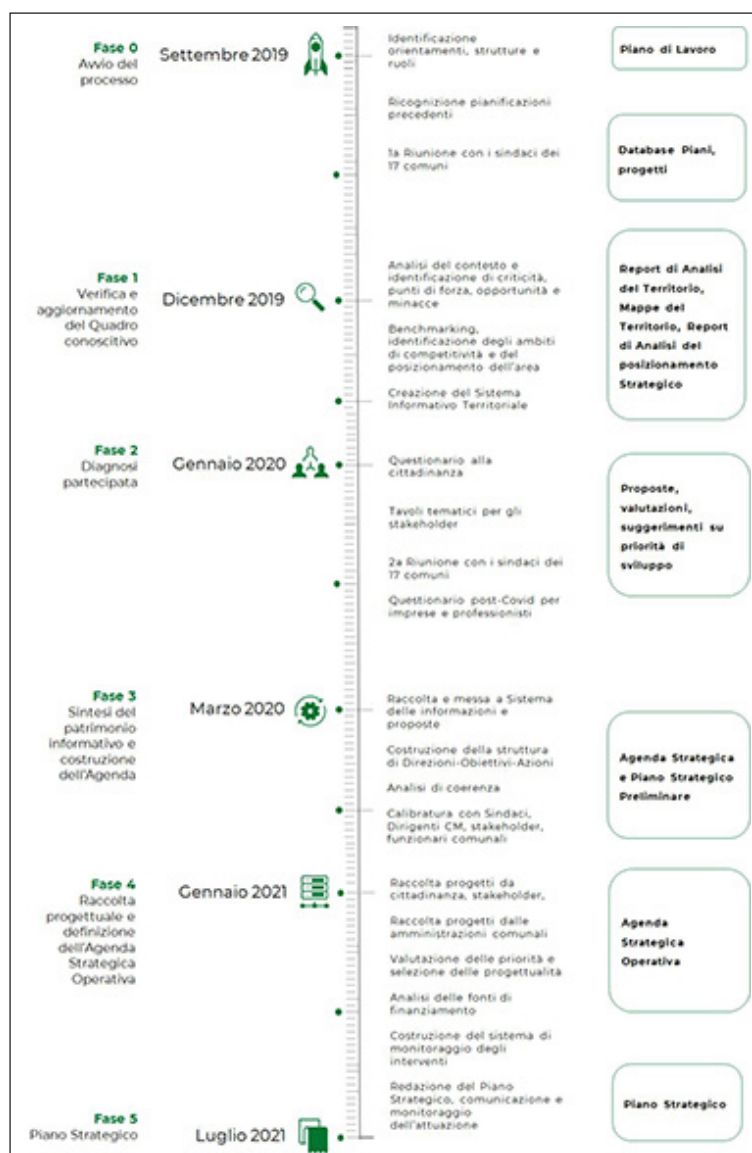 Fase 0
Avvio del
processo
Settembre 2019
Identificazione
orientamenti, strutture e
ruoli
Ricognizione pianificazioni
precedenti
1a Riunione con i sindaci dei
17 comuni
Piano di Lavoro
Database Piani,
progetti
Fase 1
Verifica e
aggiornamento
del Quadro
conoscitivo
Dicembre 2019
Analisi del contesto e
identificazione di criticità,
punti di forza, opportunità e
minacce
Benchmarking,
identificazione degli ambiti
di competitività e del
posizionamento dell'area
Creazione del Sistema
Informativo Territoriale
Report di Analisi
del Territorio,
Mappe del
Territorio, Report
di Analisi del
posizionamento
Strategico
Fase 2
Diagnosi
partecipata
Gennaio 2020
Questionario alla
cittadinanza
Tavoli tematici per gli
stakeholder
2a Riunione con i sindaci dei
17 comuni
Questionario post-Covid per
imprese e professionisti
Proposte,
valutazioni,
suggerimenti su
priorità di
sviluppo
Fase 3
Sintesi del
patrimonio
informativo e
costruzione
dell'Agenda
Marzo 2020
Raccolta e messa a Sistema
delle informazioni e
proposte
Costruzione della struttura
di Direzioni-Obiettivi-Azioni
Analisi di coerenza
Calibratura con Sindaci,
Dirigenti CM, stakeholder,
funzionari comunali
Agenda Strategica
e Piano Strategico
Preliminare
Fase 4
Raccolta
progettuale e
definizione
dell'Agenda
Strategica
Operativa
Gennaio 2021
Raccolta progetti da
cittadinanza, stakeholder,
Raccolta progetti dalle
amministrazioni comunali
Valutazione delle priorità e
selezione delle progettualità
Analisi delle fonti di
finanziamento
Costruzione del sistema di
monitoraggio degli
interventi
Redazione del Piano
Strategico, comunicazione e
monitoraggio
dell'attuazione
Agenda
Strategica
Operativa
Fase 5
Piano Strategico
Luglio 2021
Piano Strategico